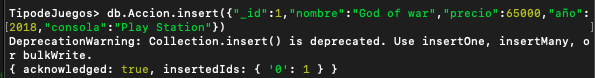 TipodeJuegos> db.Accion.insert({"_id":1,"nombre":"God of war","precio":65000,"año":
[2018,"consola":"Play Station"})                                              ]
DeprecationWarning: Collection.insert() is deprecated. Use insertOne, insertMany, o
r bulkWrite.
{ acknowledged: true, insertedIds: { '0': 1 } }